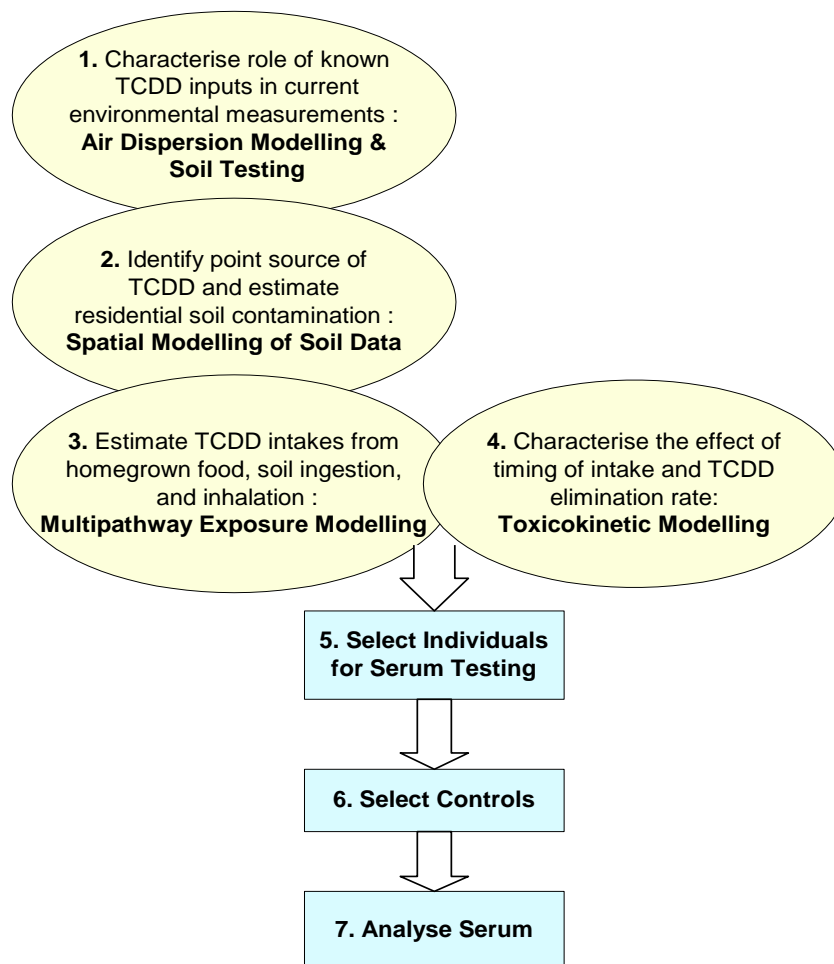 1. Characterise role of known
TCDD inputs in current
environmental measurements :
Air Dispersion Modelling &
Soil Testing
2. Identify point source of
TCDD and estimate
residential soil contamination :
Spatial Modelling of Soil Data
3. Estimate TCDD intakes from
homegrown food, soil ingestion,
and inhalation :
Multipathway Exposure Modelling
4. Characterise the effect of
timing of intake and TCDD
elimination rate:
Toxicokinetic Modelling
5. Select Individuals
for Serum Testing
6. Select Controls
7. Analyse Serum